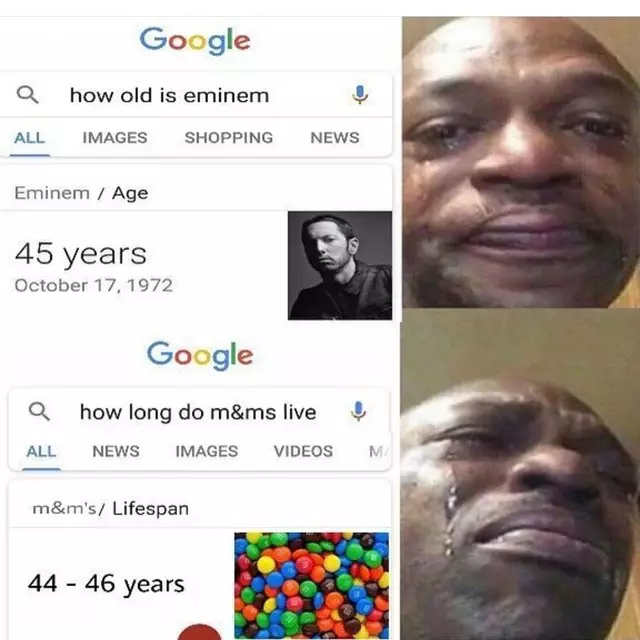 Google
how old is eminem
ALL IMAGES SHOPPING NEWS
Eminem / Age
45 years
October 17, 1972
Google
how long do m&ms live
ALL NEWS IMAGES VIDEOS MA
m&m's/ Lifespan
44 - 46 years